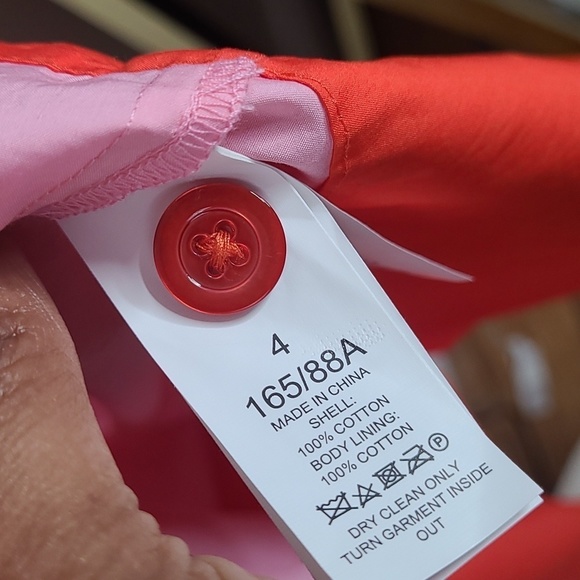 4
165/88A
MADE IN CHINA
SHELL:
100% COTTON
BODY LINING:
100% COTTON
P
DRY CLEAN ONLY
TURN GARMENT INSIDE
OUT